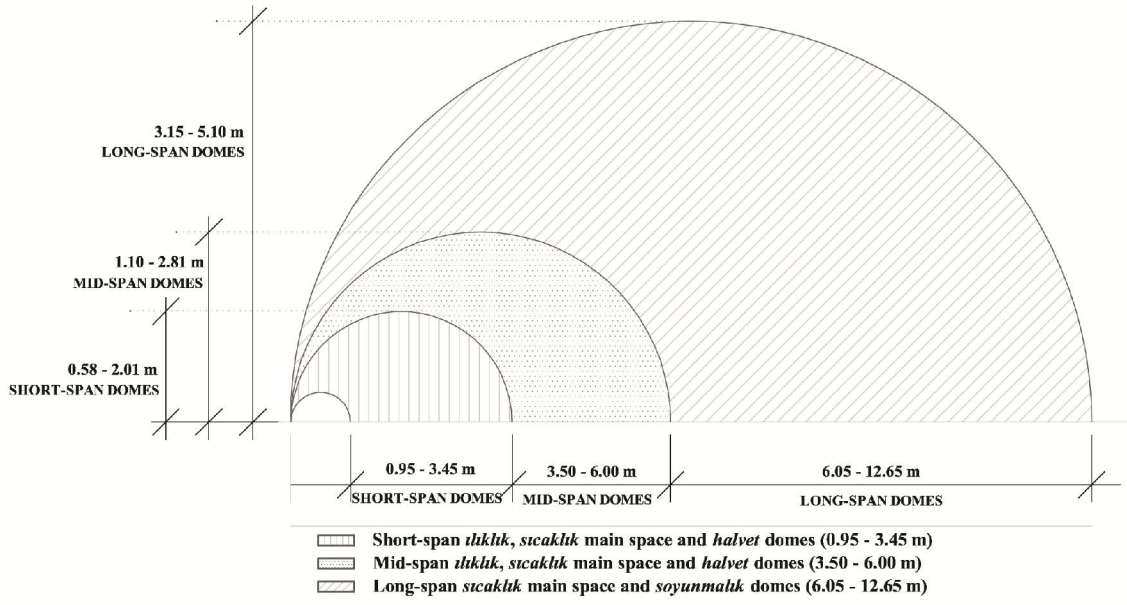 3.15 - 5.10 m
LONG-SPAN DOMES
1.10 - 2.81 m
MID-SPAN DOMES
0.58 - 2.01 m
SHORT-SPAN DOMES
0.95 - 3.45 m
SHORT-SPAN DOMES
3.50 - 6.00 m
MID-SPAN DOMES
6.05 - 12.65 m
LONG-SPAN DOMES
Short-span ılıklık, sıcaklık main space and halvet domes (0.95 - 3.45 m)
Mid-span ılıklık, sıcaklık main space and halvet domes (3.50 - 6.00 m)
Long-span sıcaklık main space and soyunmalık domes (6.05 - 12.65 m)